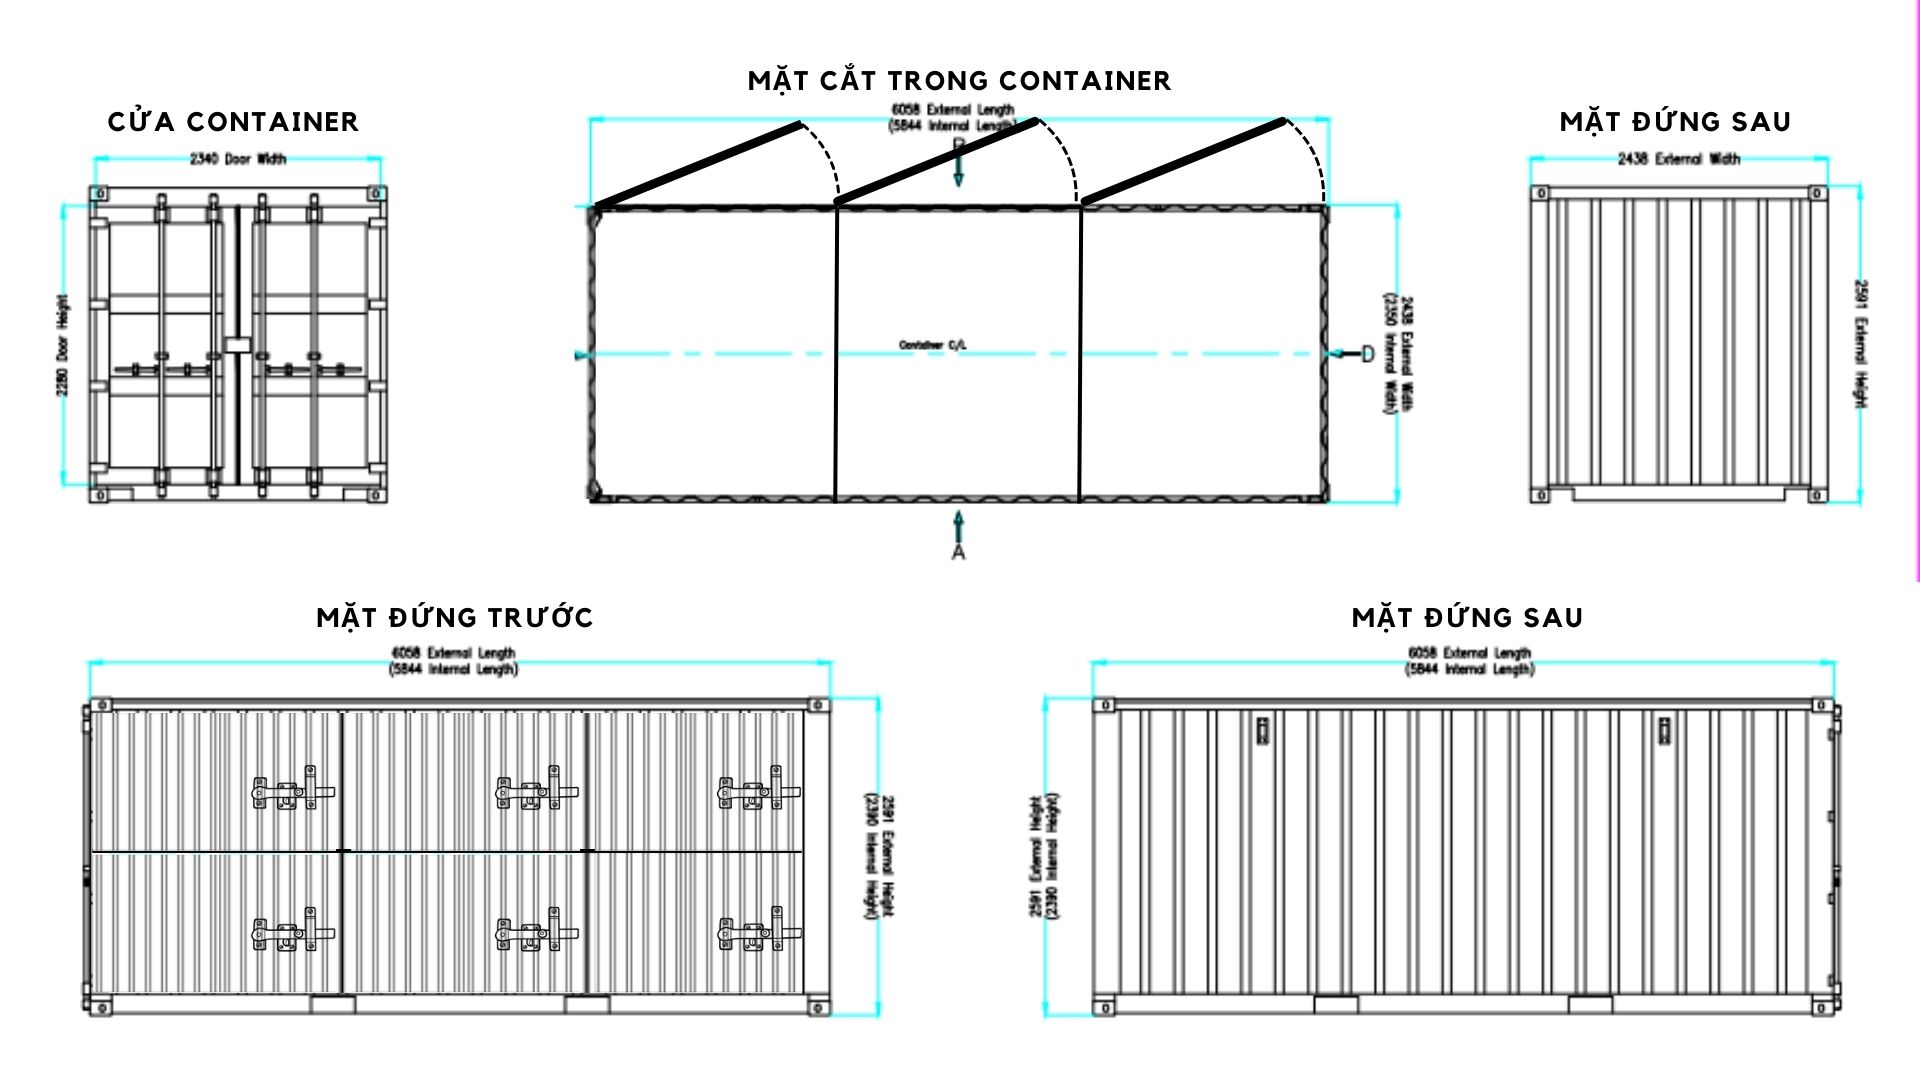 MẶT CẮT TRONG CONTAINER
6058 External Length
(5844 Internal Length)
CỬA CONTAINER
2340 Door Width
2280 Door Height
Container C/L
A
D
2438 External Width
(2350 Internal Width)
MẶT ĐỨNG SAU
2438 External Width
2591 External Height
MẶT ĐỨNG TRƯỚC
6058 External Length
(5844 Internal Length)
2591 External Height
(2390 Internal Height)
MẶT ĐỨNG SAU
6058 External Length
(5844 Internal Length)
2591 External Height
(2390 Internal Height)